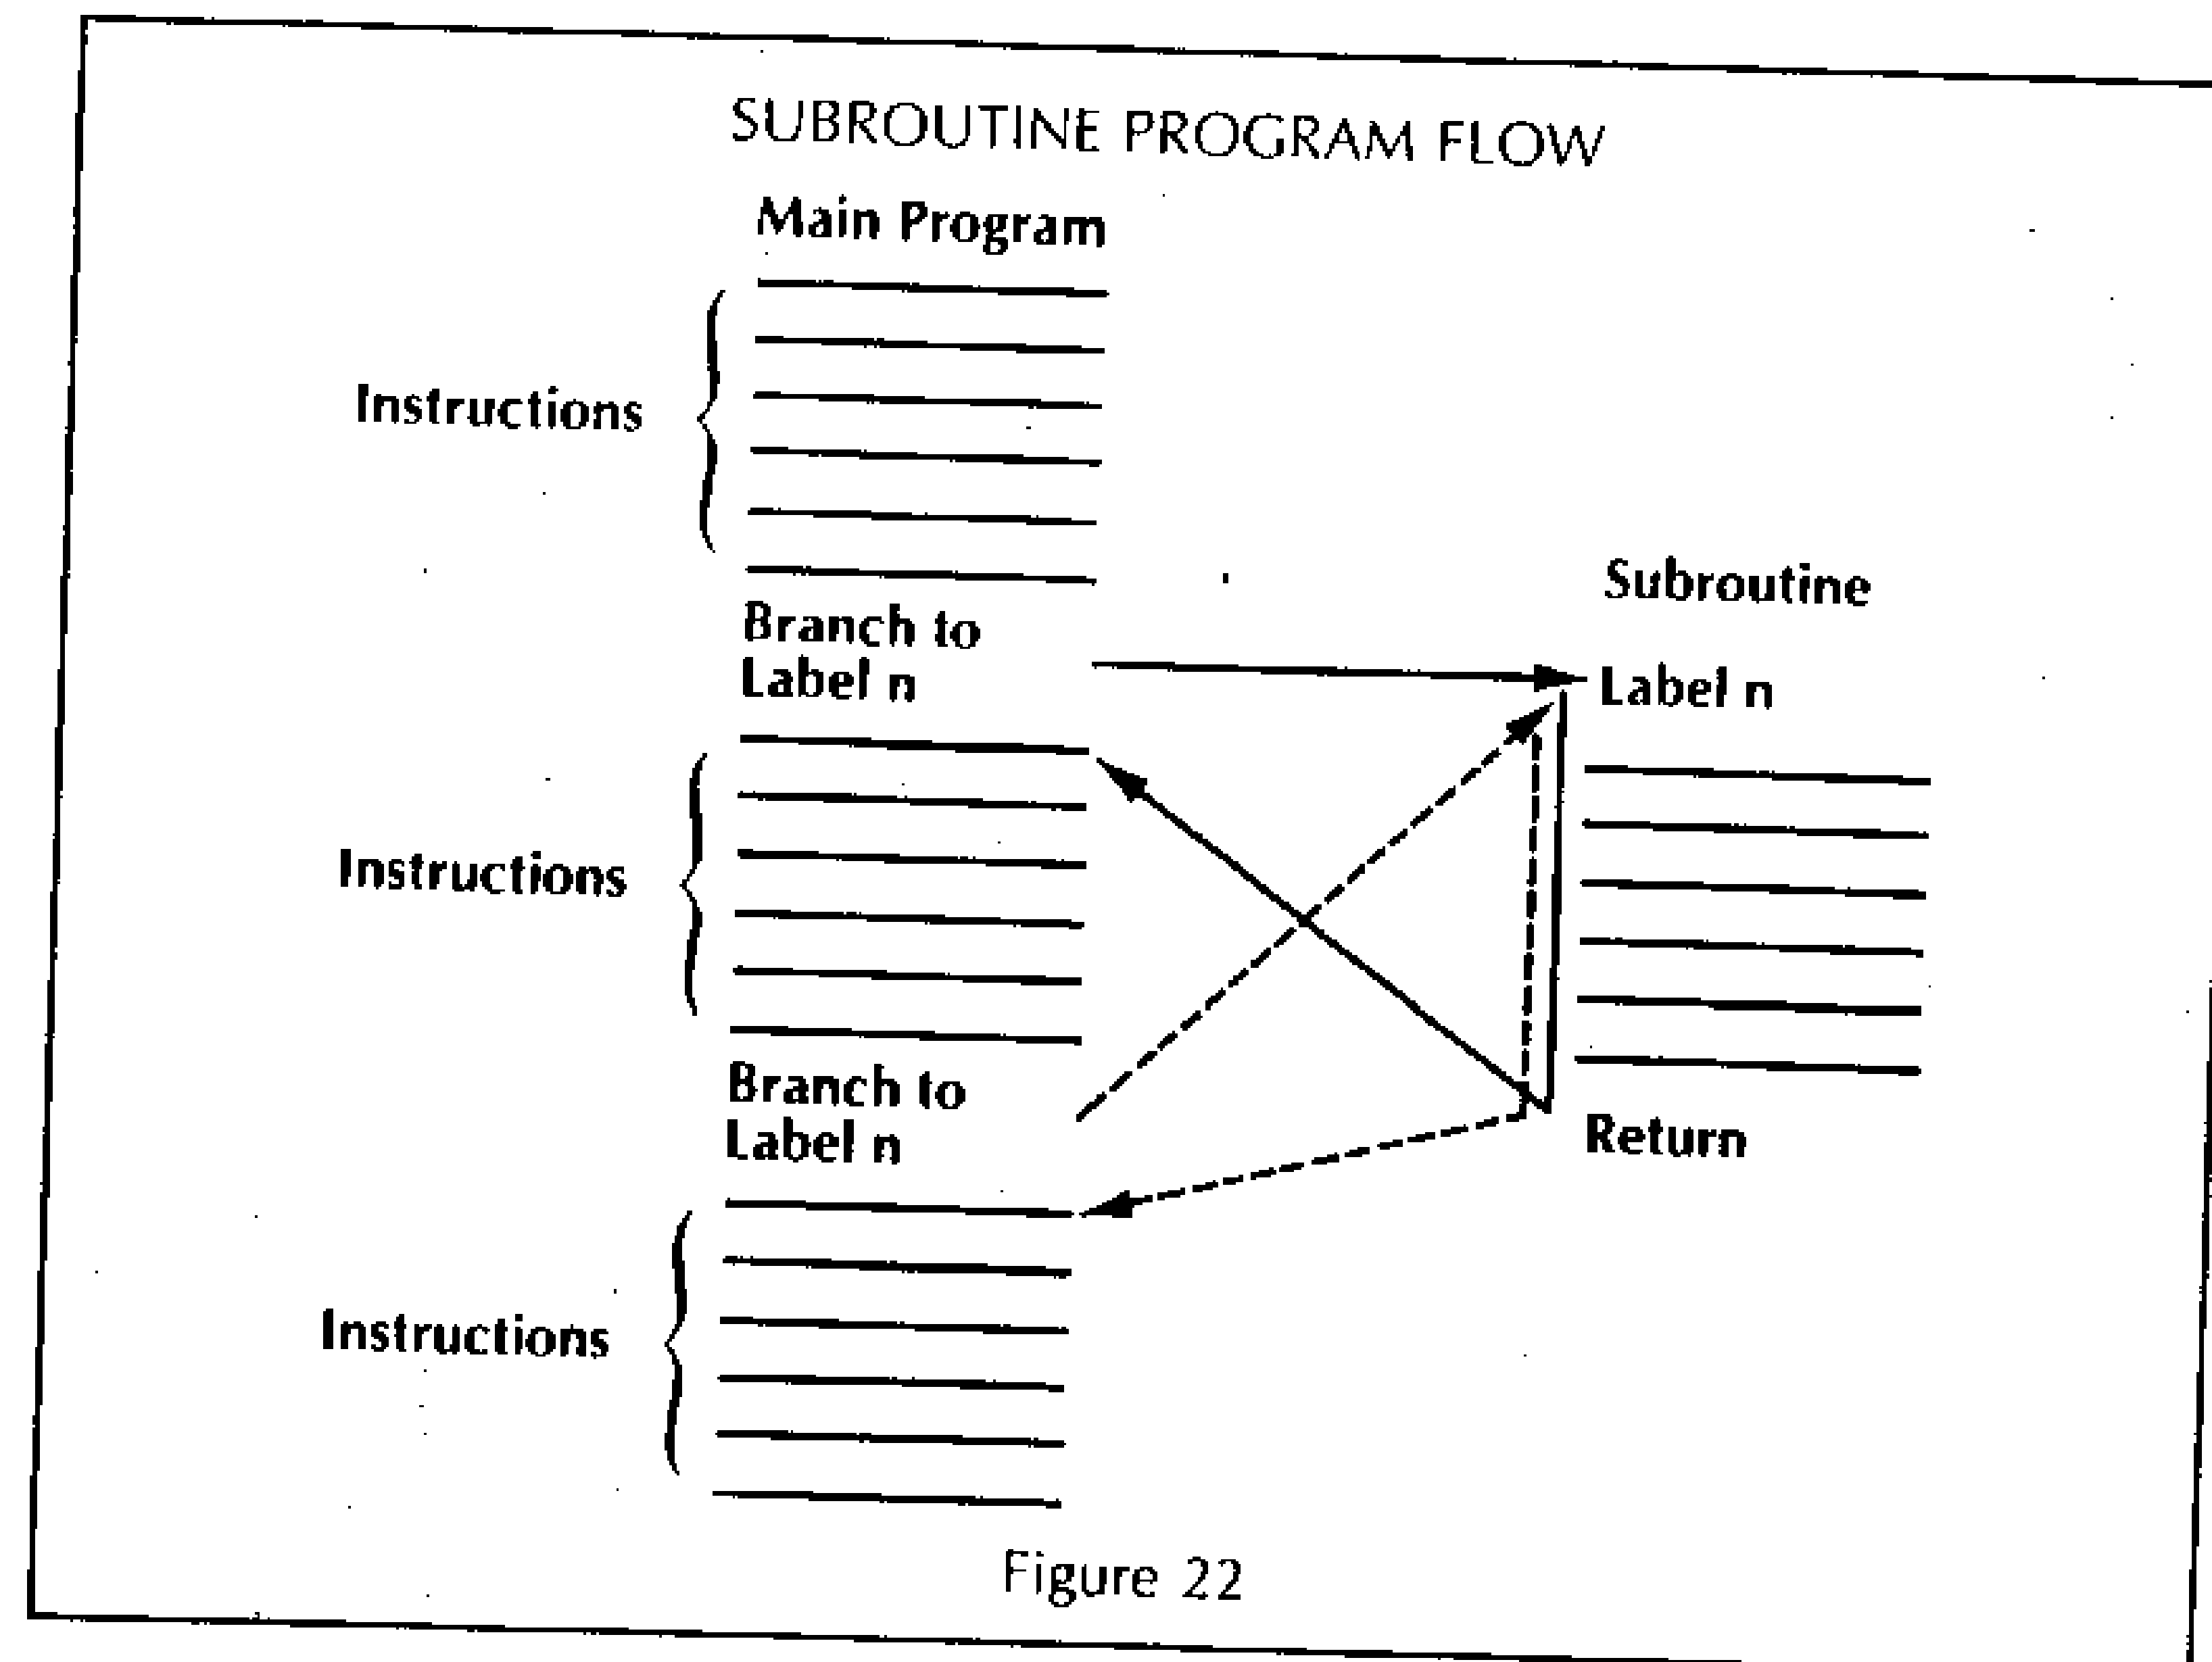 SUBROUTINE PROGRAM FLOW
Main Program
Instructions
Branch to
Label n
Instructions
Branch to
Label n
Instructions
Subroutine
Label n
Return
Figure 22